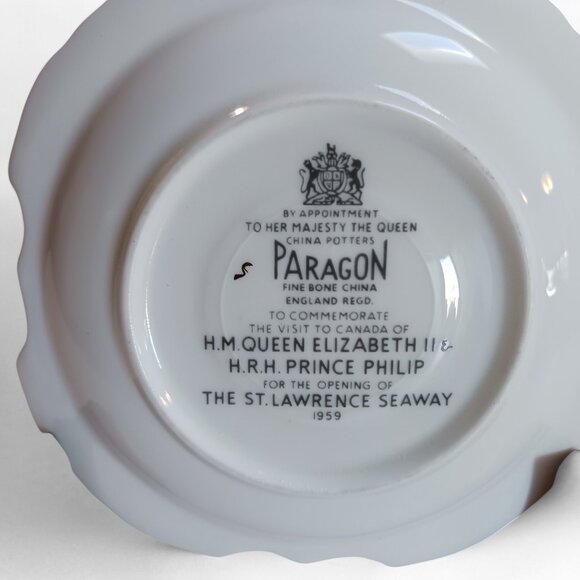 BY APPOINTMENT
TO HER MAJESTY THE QUEEN
CHINA POTTERS
PARAGON
S
FINE BONE CHINA
ENGLAND REGD.
TO COMMEMORATE
THE VISIT TO CANADA OF
H.M. QUEEN ELIZABETH II &
H.R.H. PRINCE PHILIP
FOR THE OPENING OF
THE ST. LAWRENCE SEAWAY
1959